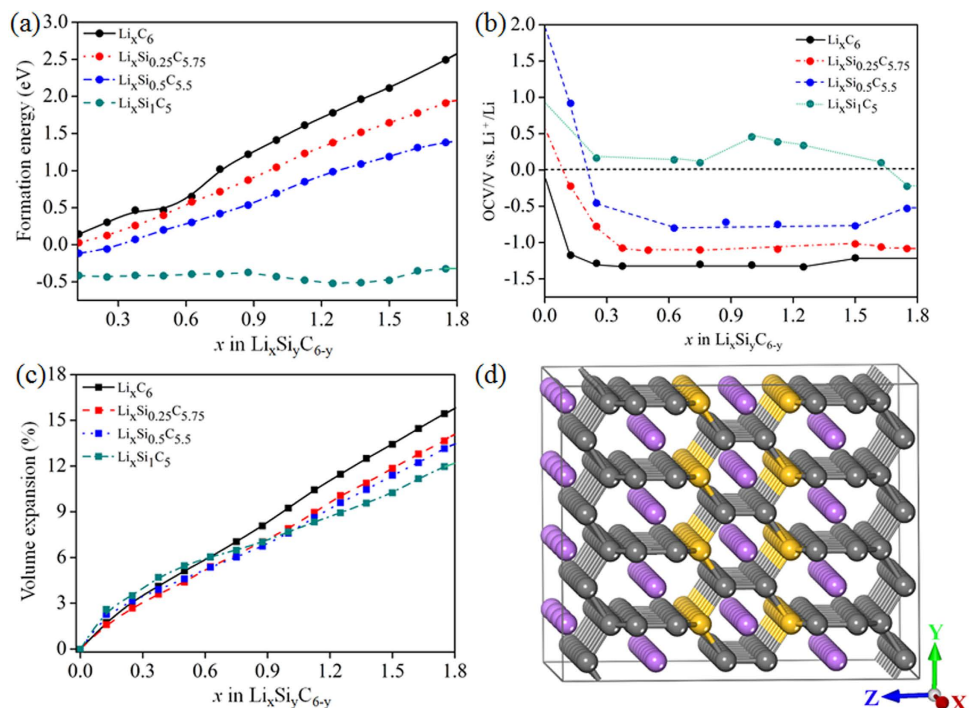 (a)
3.0
2.5
2.0
1.5
1.0
0.5
0.0
-0.5
Formation energy (eV)
LiₓC₆
LiₓSi₀.₂₅C₅.₇₅
LiₓSi₀.₅C₅.₅
LiₓSi₁C₅
0.3 0.6 0.9 1.2 1.5 1.8
x in LiₓSiᵧC₆₋ᵧ
(b)
2.0
1.5
1.0
0.5
0.0
-0.5
-1.0
-1.5
OCV/V vs. Li⁺/Li
LiₓC₆
LiₓSi₀.₂₅C₅.₇₅
LiₓSi₀.₅C₅.₅
LiₓSi₁C₅
0.0 0.3 0.6 0.9 1.2 1.5 1.8
x in LiₓSiᵧC₆₋ᵧ
(c)
18
15
12
9
6
3
0
Volume expansion (%)
LiₓC₆
LiₓSi₀.₂₅C₅.₇₅
LiₓSi₀.₅C₅.₅
LiₓSi₁C₅
0.0 0.3 0.6 0.9 1.2 1.5 1.8
x in LiₓSiᵧC₆₋ᵧ
(d)
Y
Z
X